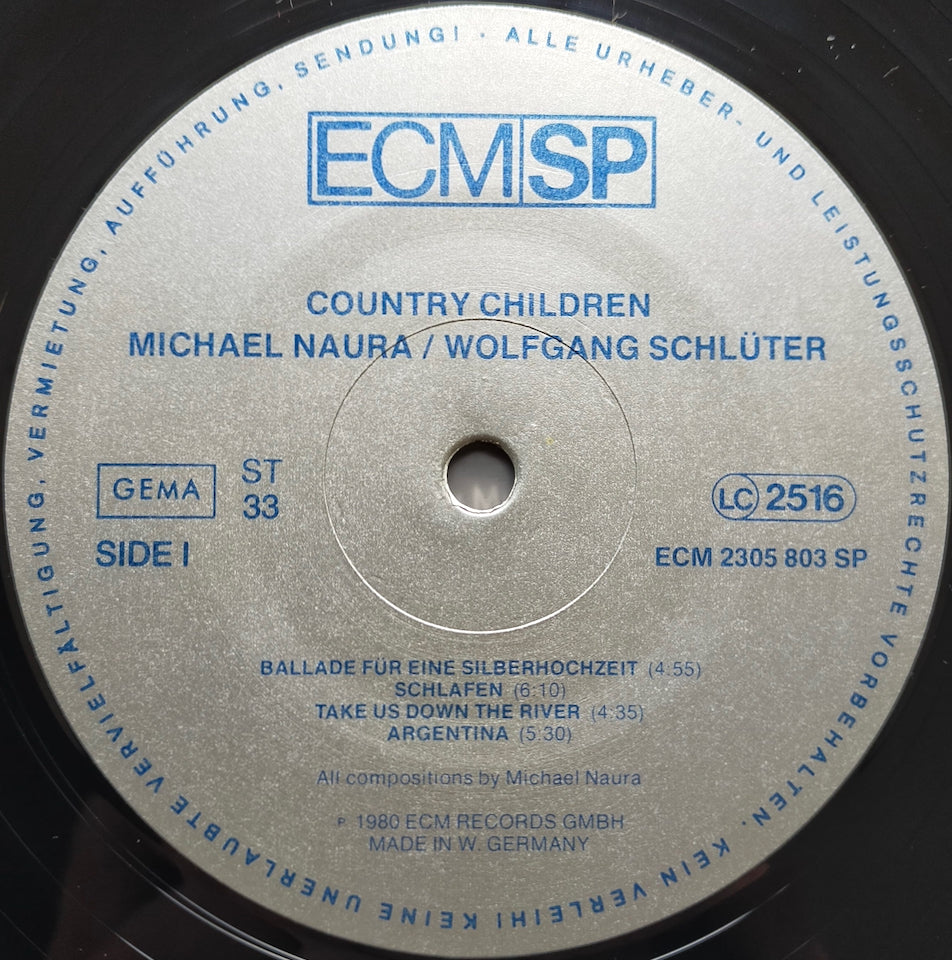 ECM SP
COUNTRY CHILDREN
MICHAEL NAURA / WOLFGANG SCHLÜTER
GEMA
ST
33
SIDE I
LC 2516
ECM 2305 803 SP
BALLADE FÜR EINE SILBERHOCHZEIT (4:55)
SCHLAFEN (6:10)
TAKE US DOWN THE RIVER (4:35)
ARGENTINA (5:30)
All compositions by Michael Naura
℗ 1980 ECM RECORDS GMBH
MADE IN W. GERMANY
ALLE URHEBER- UND LEISTUNGSSCHUTZRECHTE VORBEHALTEN. KEIN VERLEIH! KEINE UNERLAUBTE VERVIELFÄLTIGUNG, VERMIETUNG, AUFFÜHRUNG, SENDUNG! ·